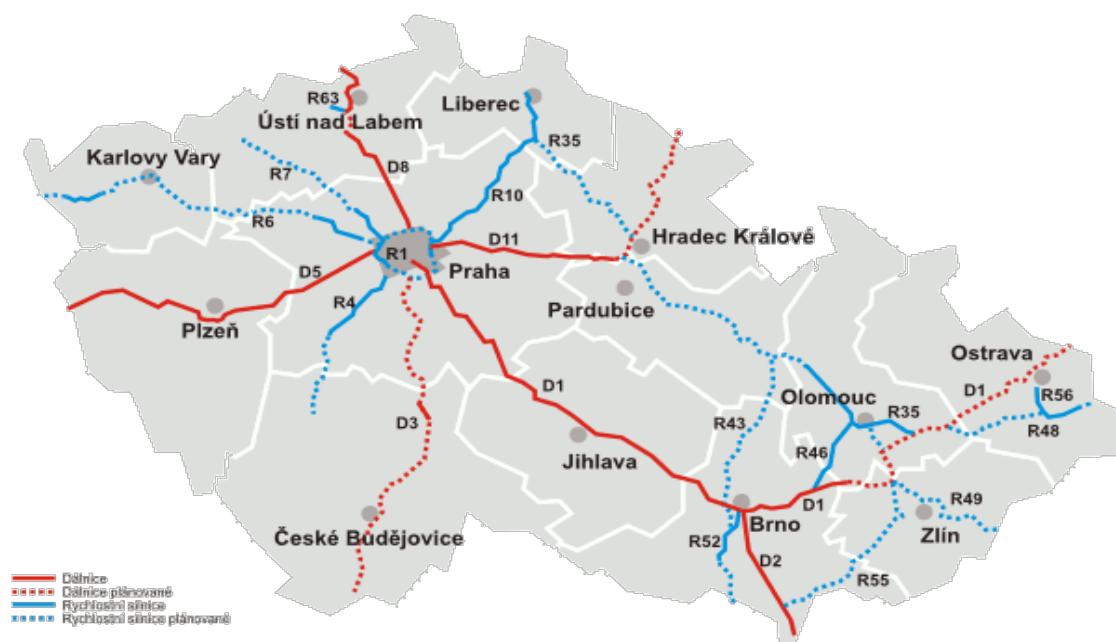 R63
Liberec
Ústí nad Labem
R35
Karlovy Vary
R7
D8
R10
R6
D11
Hradec Králové
R1
Praha
D5
R4
Pardubice
Plzeň
Ostrava
D1
D1
R56
Olomouc
R35
D3
R43
R48
Jihlava
R46
D1
R49
Brno
Zlín
České Budějovice
R52
D2
R55
Dálnice
Dálnice plánované
Rychlostní silnice
Rychlostní silnice plánované